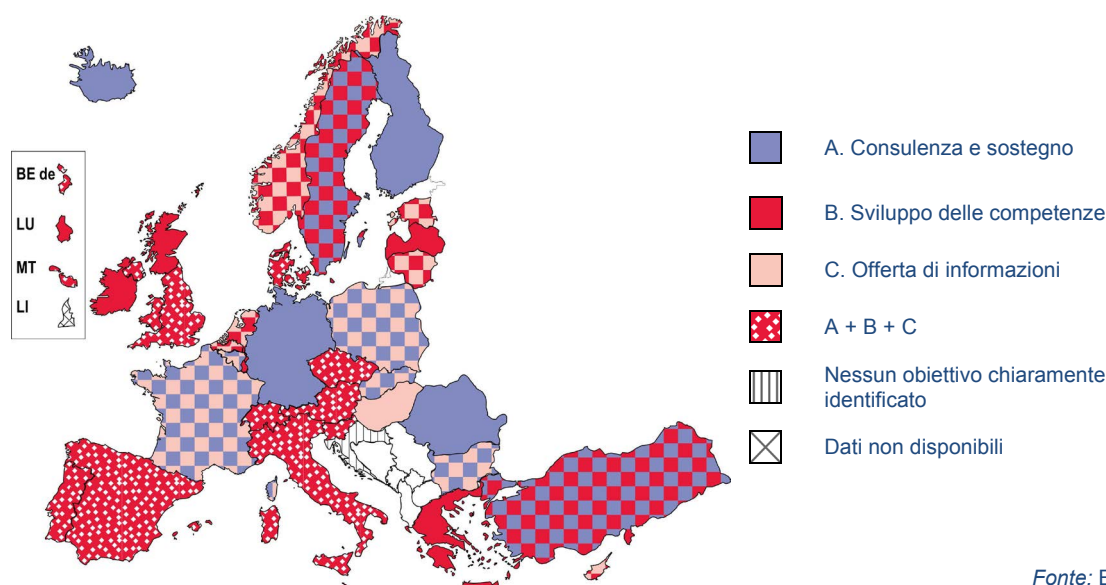 BE de
LU
MT
LI
A. Consulenza e sostegno
B. Sviluppo delle competenze
C. Offerta di informazioni
A + B + C
Nessun obiettivo chiaramente
identificato
Dati non disponibili
Fonte: